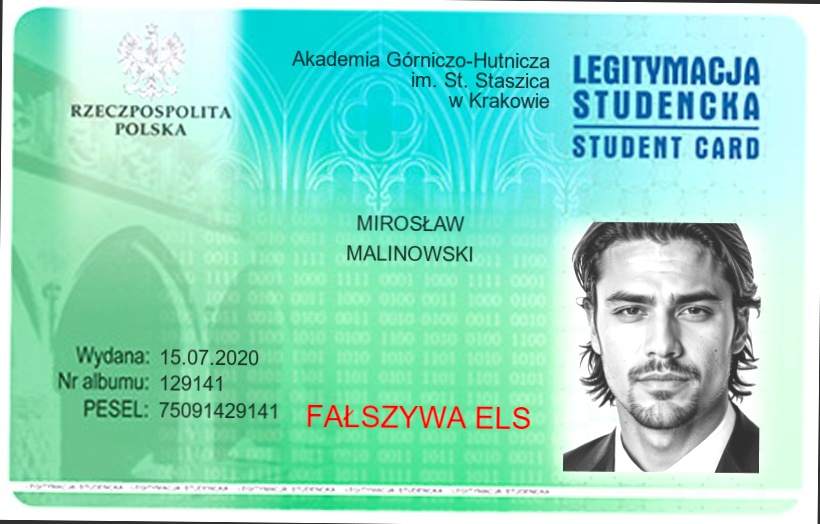 RZECZPOSPOLITA
POLSKA
Akademia Górniczo-Hutnicza
im. St. Staszica
w Krakowie
LEGITYMACJA
STUDENCKA
STUDENT CARD
MIROSŁAW
MALINOWSKI
Wydana: 15.07.2020
Nr albumu: 129141
PESEL: 75091429141
FAŁSZYWA ELS
LEGITYMACJA STUDENCKA LEGITYMACJA STUDENCKA LEGITYMACJA STUDENCKA LEGITYMACJA STUDENCKA LEGITYMACJA STUDENCKA